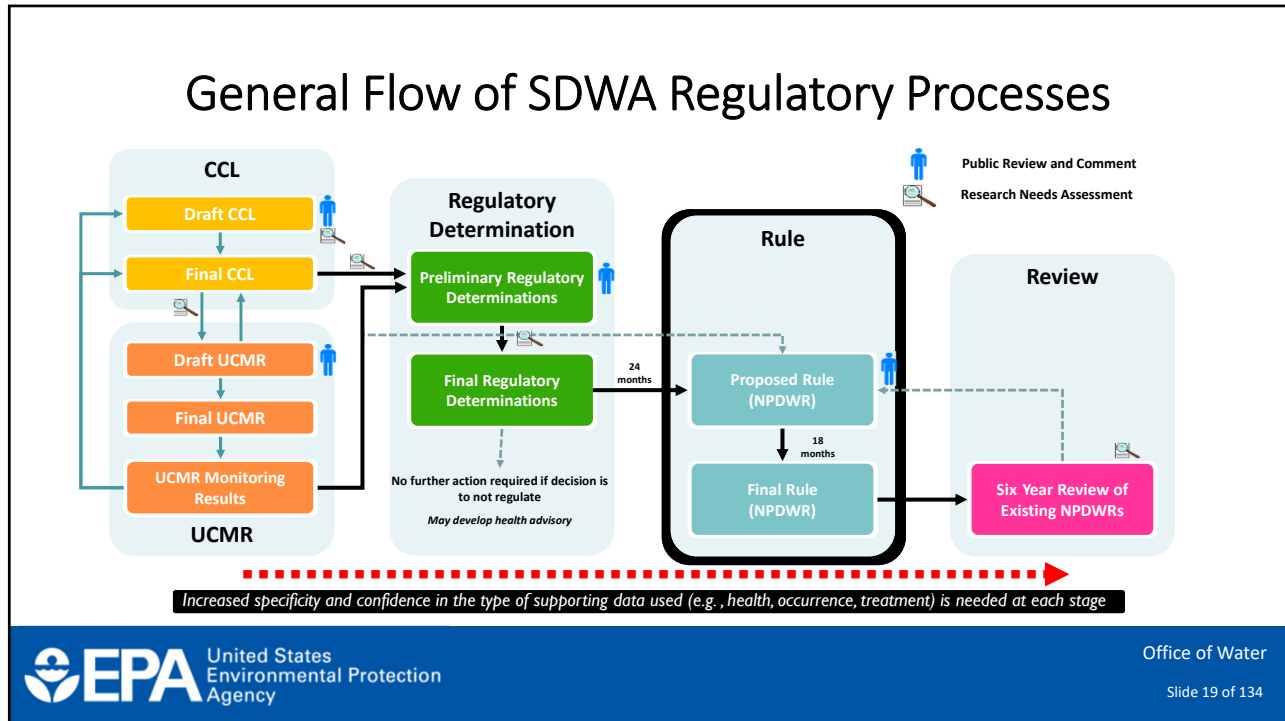 General Flow of SDWA Regulatory Processes
CCL
Draft CCL
Final CCL
Draft UCMR
Final UCMR
UCMR Monitoring
Results
UCMR
Regulatory
Determination
Preliminary Regulatory
Determinations
Final Regulatory
Determinations
No further action required if decision is
to not regulate
May develop health advisory
24
months
Rule
Proposed Rule
(NPDWR)
18
months
Final Rule
(NPDWR)
Public Review and Comment
Research Needs Assessment
Review
Six Year Review of
Existing NPDWRs
Increased specificity and confidence in the type of supporting data used (e.g., health, occurrence, treatment) is needed at each stage
EPA
United States
Environmental Protection
Agency
Office of Water
Slide 19 of 134